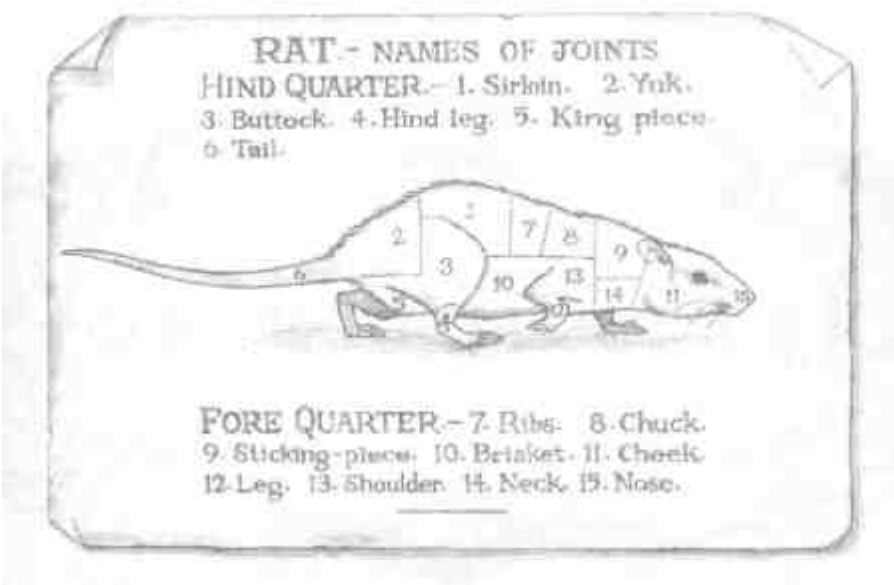 RAT.- NAMES OF JOINTS
HIND QUARTER.- 1. Sirloin. 2. Yuk.
3. Buttock. 4. Hind leg. 5. King piece.
6. Tail.
1
7
8
2
9
3
10
13
6
14
11
15
4
5
FORE QUARTER.- 7. Ribs. 8. Chuck.
9. Sticking-piece. 10. Brisket. 11. Cheek.
12. Leg. 13. Shoulder. 14. Neck. 15. Nose.